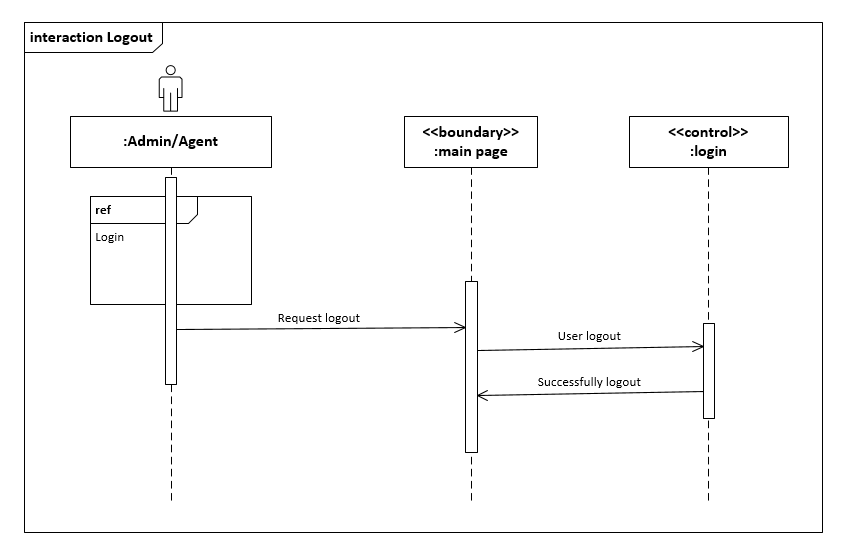 interaction Logout
:Admin/Agent
<<boundary>>
:main page
<<control>>
:login
ref
Login
Request logout
User logout
Successfully logout